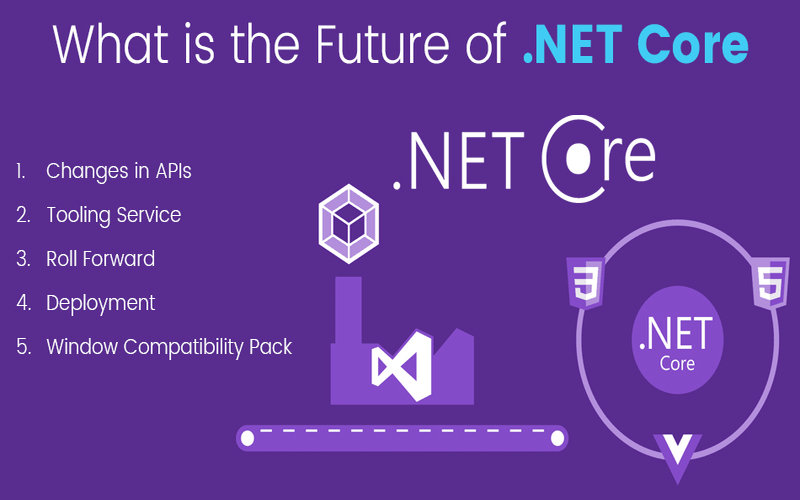 What is the Future of .NET Core
.NET Core
1. Changes in APIs
2. Tooling Service
3. Roll Forward
4. Deployment
5. Window Compatibility Pack
3
5
.NET
Core